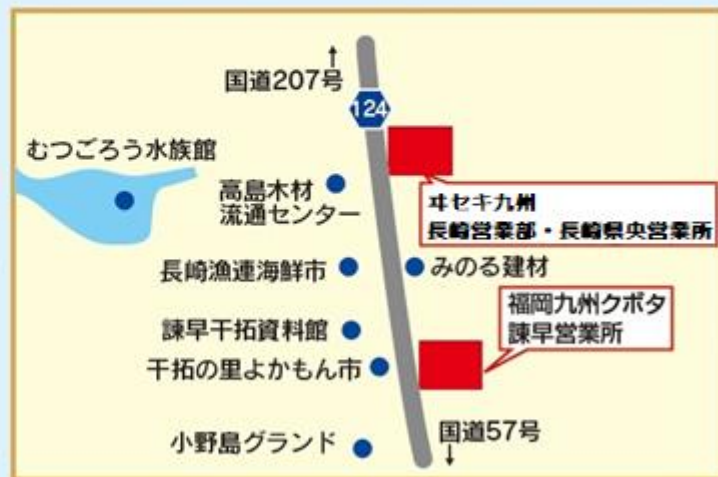 ↑
国道207号
124
むつごろう水族館
高島木材
流通センター
ヰセキ九州
長崎営業部・長崎県央営業所
長崎漁連海鮮市
みのる建材
福岡九州クボタ
諫早営業所
諫早干拓資料館
干拓の里よかもん市
小野島グランド
国道57号
↓